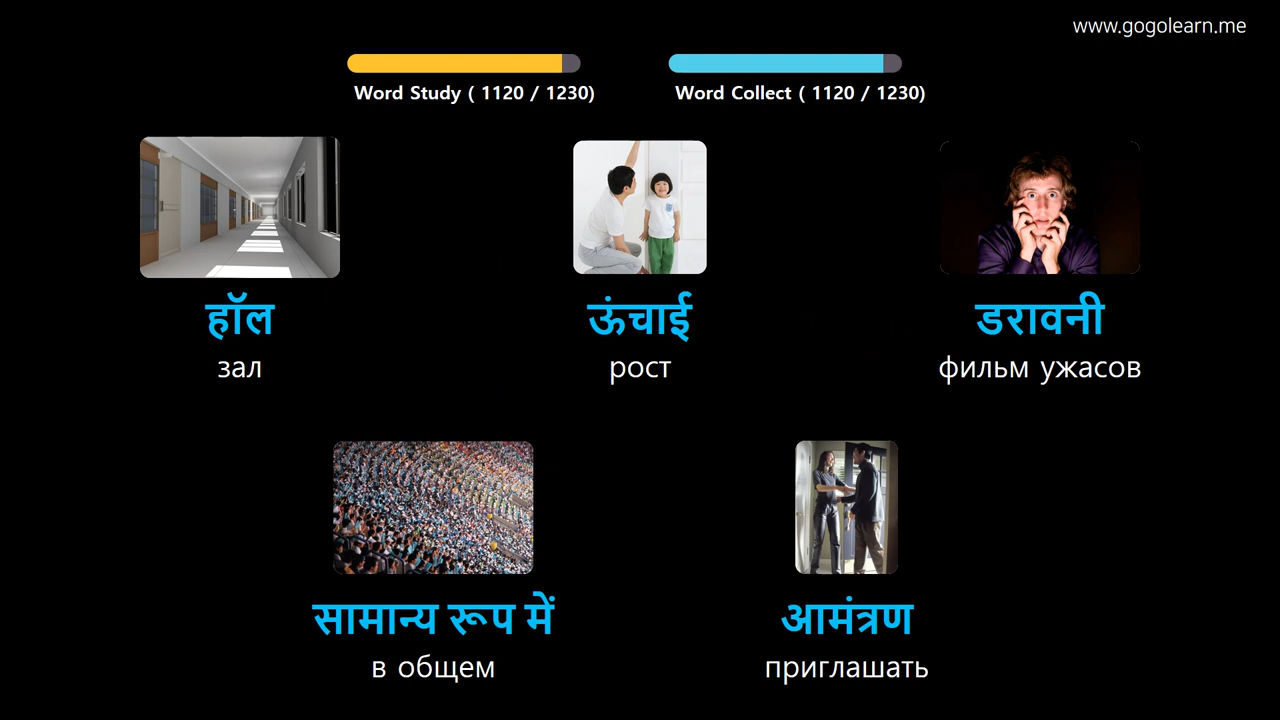 www.gogolearn.me
Word Study ( 1120 / 1230)
Word Collect ( 1120 / 1230)
हॉल
зал
ऊंचाई
рост
डरावनी
фильм ужасов
सामान्य रूप में
в общем
आमंत्रण
приглашать